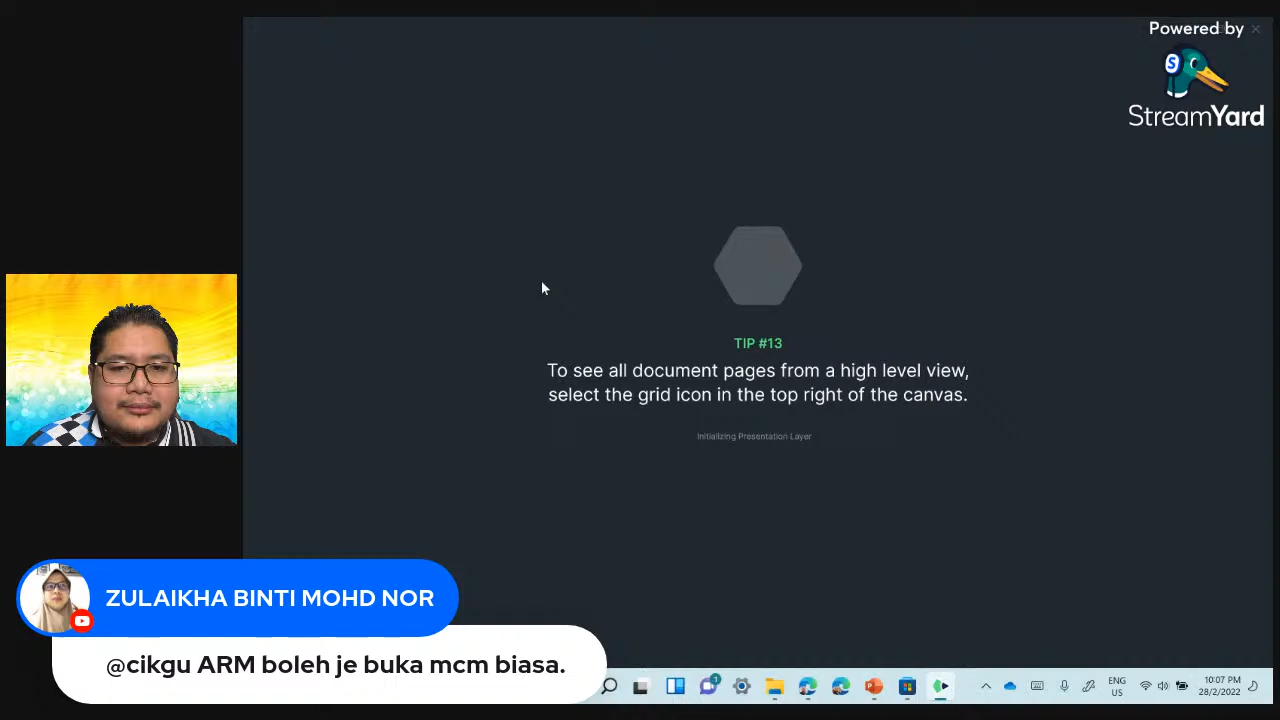 Powered by
StreamYard
TIP #13
To see all document pages from a high level view,
select the grid icon in the top right of the canvas.
Initializing Presentation Layer
ZULAIKHA BINTI MOHD NOR
@cikgu ARM boleh je buka mcm biasa.
ENG
US
10:07 PM
28/2/2022